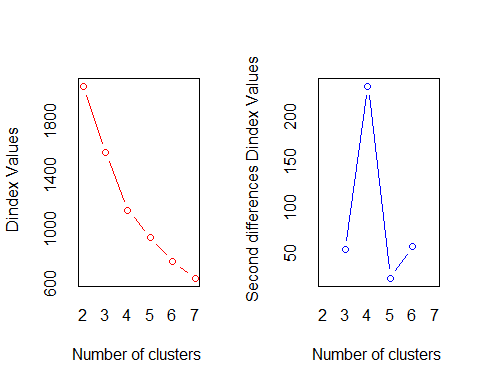 Dindex Values
600 1000 1400 1800
2 3 4 5 6 7
Number of clusters
Second differences Dindex Values
50 100 150 200
2 3 4 5 6 7
Number of clusters